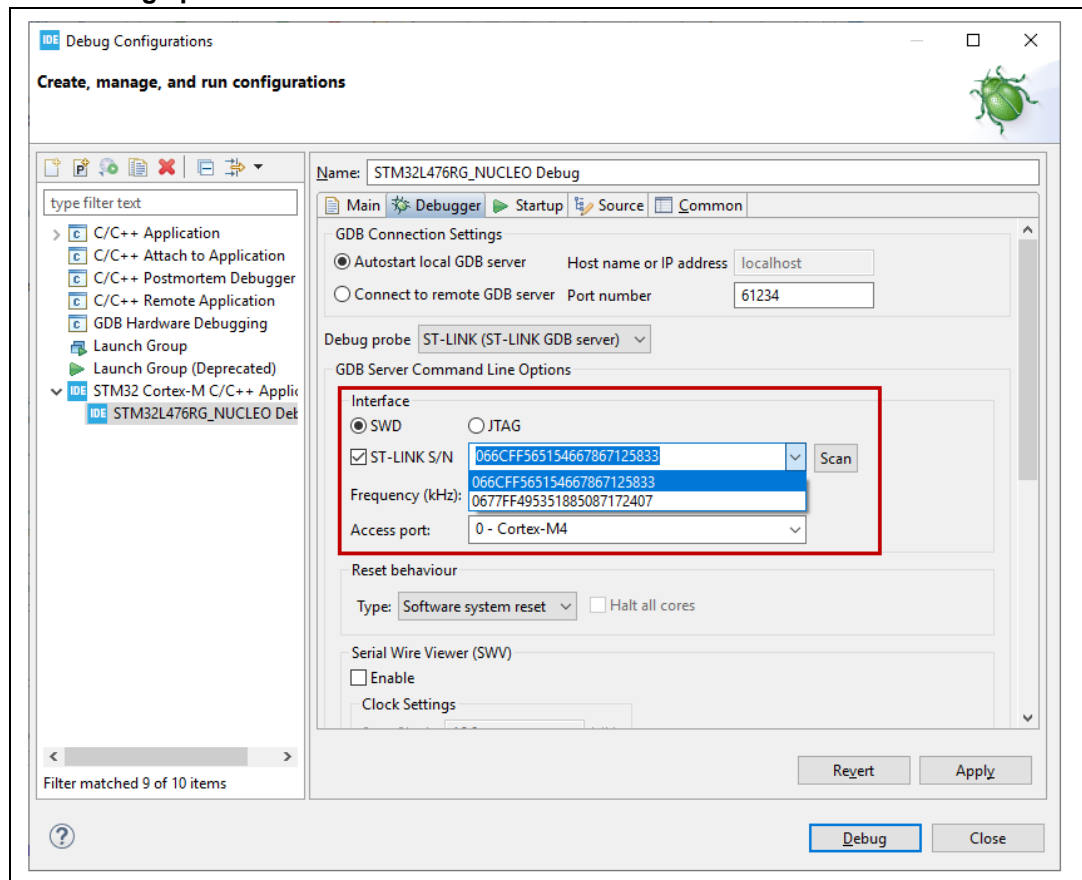 IDE Debug Configurations
Create, manage, and run configurations
type filter text
C/C++ Application
C/C++ Attach to Application
C/C++ Postmortem Debugger
C/C++ Remote Application
GDB Hardware Debugging
Launch Group
Launch Group (Deprecated)
IDE STM32 Cortex-M C/C++ Applic
IDE STM32L476RG_NUCLEO Deb
Filter matched 9 of 10 items
Name: STM32L476RG_NUCLEO Debug
Main Debugger Startup Source Common
GDB Connection Settings
Autostart local GDB server Host name or IP address localhost
Connect to remote GDB server Port number 61234
Debug probe ST-LINK (ST-LINK GDB server)
GDB Server Command Line Options
Interface
SWD JTAG
ST-LINK S/N 066CFF565154667867125833 Scan
066CFF565154667867125833
Frequency (kHz): 0677FF495351885087172407
Access port: 0 - Cortex-M4
Reset behaviour
Type: Software system reset Halt all cores
Serial Wire Viewer (SWV)
Enable
Clock Settings
Revert Apply
Debug Close